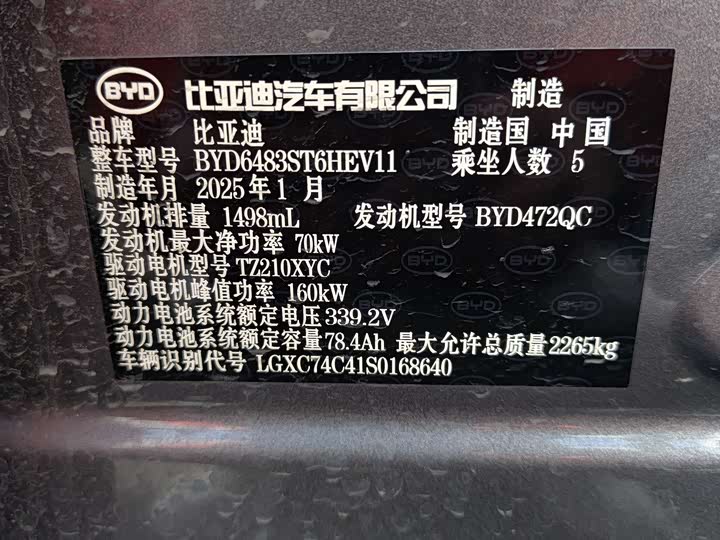 BYD 比亚迪汽车有限公司 制造
品牌 比亚迪 制造国 中国
整车型号 BYD6483ST6HEV11 乘坐人数 5
制造年月 2025年1月
发动机排量 1498mL 发动机型号 BYD472QC
发动机最大净功率 70kW
驱动电机型号 TZ210XYC
驱动电机峰值功率 160kW
动力电池系统额定电压 339.2V
动力电池系统额定容量 78.4Ah 最大允许总质量 2265kg
车辆识别代号 LGXC74C41S0168640